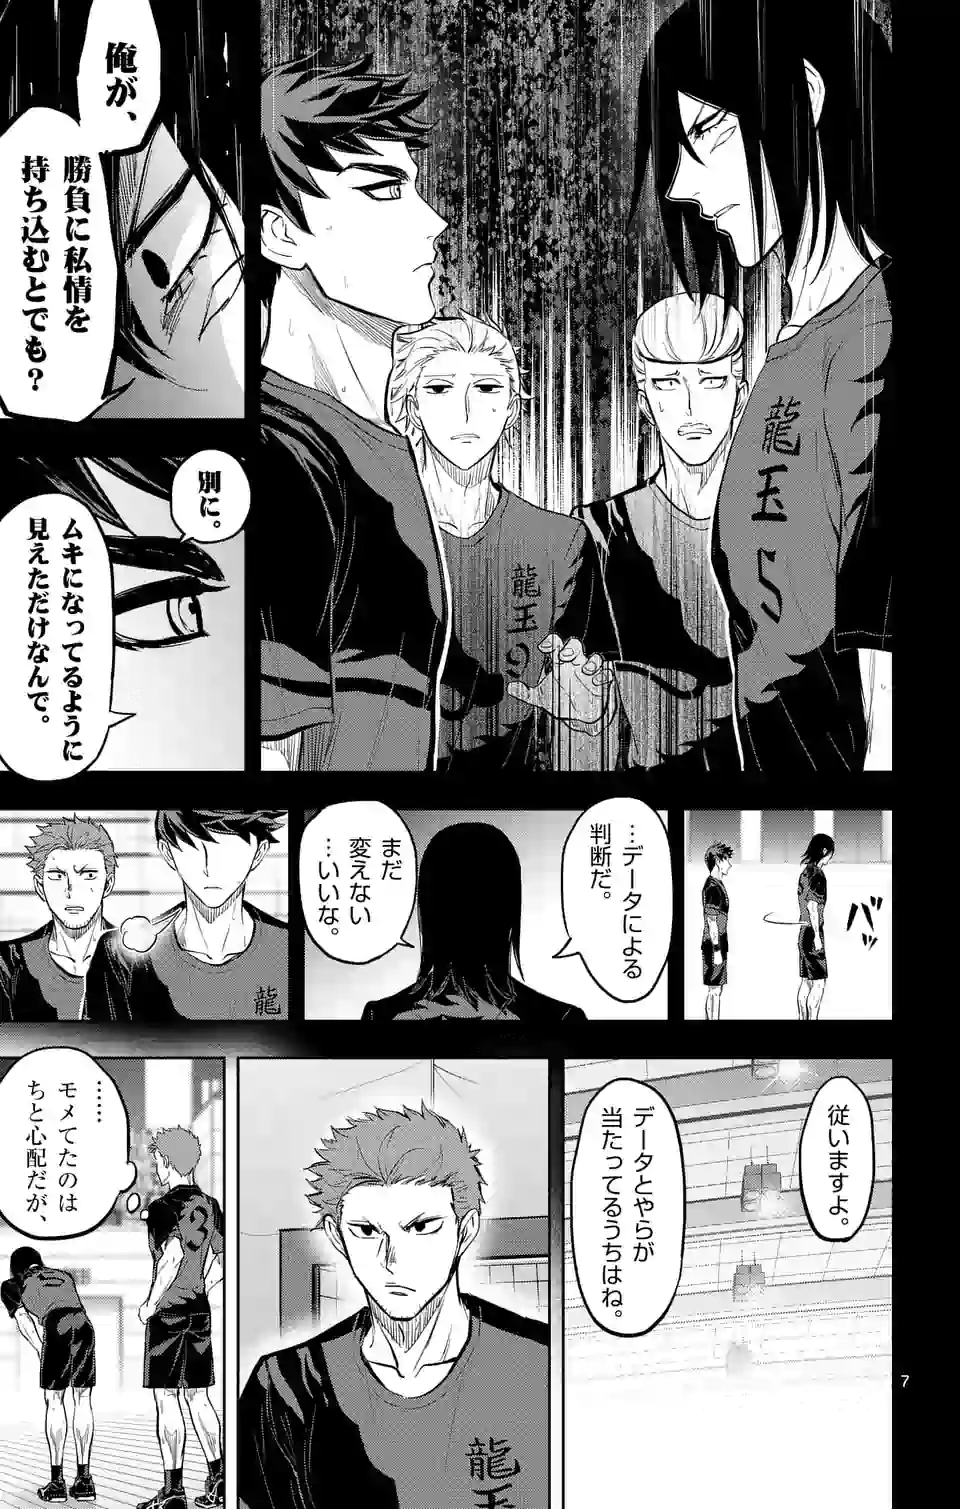 龍玉
5
龍玉
9
俺が、
勝負に私情を
持ち込むとでも？
別に。
ムキになってるように
見えただけなんで。
バッ
…データによる
判断だ。
まだ
変えない
…いいな。
龍
従いますよ。
データとやらが
当たってるうちはね。
龍玉
……
モメてたのは
ちと心配だが、
3
7